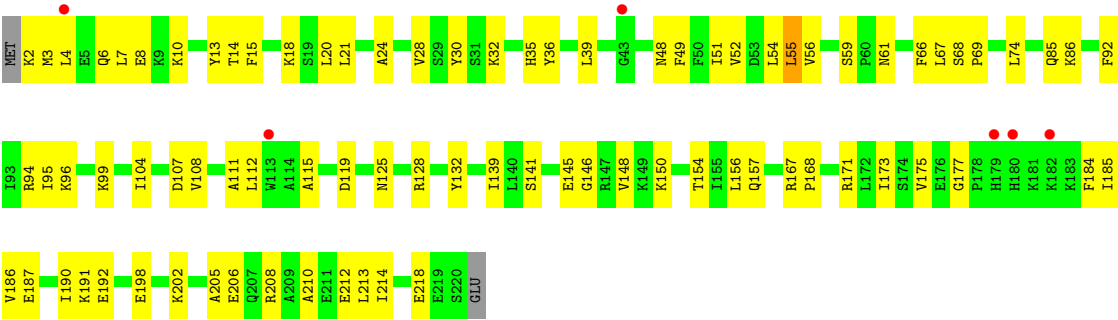 MET K2 M3 L4 E5 Q6 L7 E8 K9 K10 Y13 T14 F15 K18 S19 L20 L21 A24 V28 S29 Y30 S31 K32 H35 Y36 L39 G43 N48 F49 F50 I51 V52 D53 L54 L55 V56 S59 P60 N61 F66 L67 S68 P69 L74 Q85 K86 F92
I93 R94 I95 K96 K99 I104 D107 V108 A111 L112 W113 A114 A115 D119 N125 R128 Y132 I139 L140 S141 E145 G146 R147 V148 K149 K150 T154 I155 L156 Q157 R167 P168 R171 L172 I173 S174 V175 E176 G177 P178 H179 H180 K181 K182 K183 F184 I185
V186 E187 I190 K191 E192 E198 K202 A205 E206 Q207 R208 A209 A210 E211 E212 L213 I214 E218 E219 S220 GLU